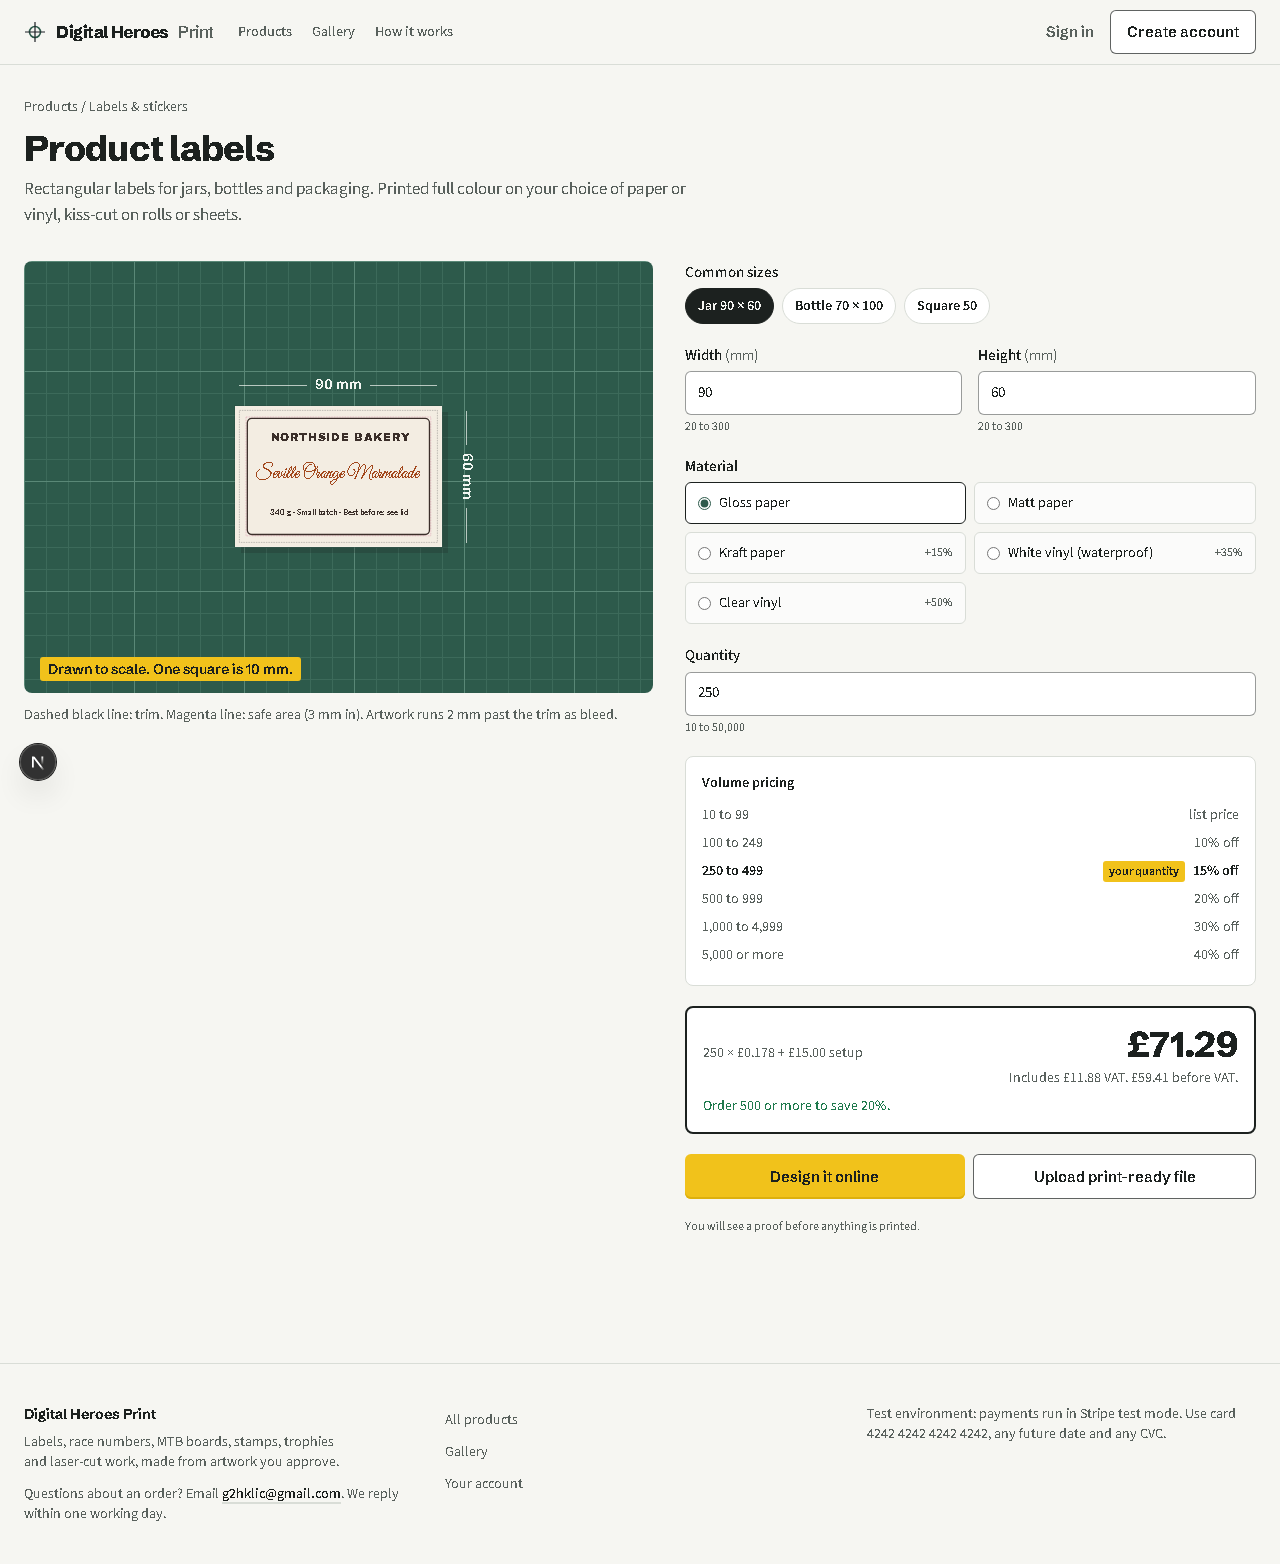 Digital Heroes Print
Products
Gallery
How it works
Sign in
Create account
Products / Labels & stickers
Product labels
Rectangular labels for jars, bottles and packaging. Printed full colour on your choice of paper or
vinyl, kiss-cut on rolls or sheets.
90 mm
NORTHSIDE BAKERY
Seville Orange Marmalade
340 g · Small batch · Best before: see lid
60 mm
Drawn to scale. One square is 10 mm.
Dashed black line: trim. Magenta line: safe area (3 mm in). Artwork runs 2 mm past the trim as bleed.
N
Common sizes
Jar 90 × 60
Bottle 70 × 100
Square 50
Width (mm)
Height (mm)
90
60
20 to 300
20 to 300
Material
Gloss paper
Matt paper
Kraft paper +15%
White vinyl (waterproof) +35%
Clear vinyl +50%
Quantity
250
10 to 50,000
Volume pricing
10 to 99 list price
100 to 249 10% off
250 to 499 your quantity 15% off
500 to 999 20% off
1,000 to 4,999 30% off
5,000 or more 40% off
250 × £0.178 + £15.00 setup
£71.29
Includes £11.88 VAT. £59.41 before VAT.
Order 500 or more to save 20%.
Design it online
Upload print-ready file
You will see a proof before anything is printed.
Digital Heroes Print
Labels, race numbers, MTB boards, stamps, trophies
and laser-cut work, made from artwork you approve.
Questions about an order? Email g2hklic@gmail.com. We reply
within one working day.
All products
Gallery
Your account
Test environment: payments run in Stripe test mode. Use card
4242 4242 4242 4242, any future date and any CVC.